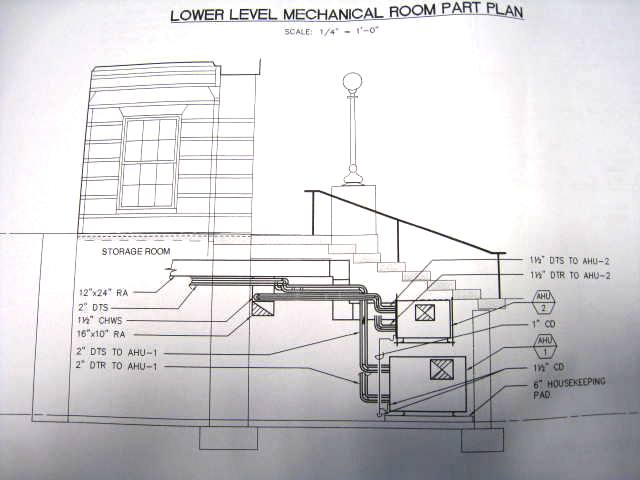 LOWER LEVEL MECHANICAL ROOM PART PLAN
SCALE: 1/4" = 1'-0"
STORAGE ROOM
12"x24" RA
2" DTS
1½" CHWS
16"x10" RA
2" DTS TO AHU-1
2" DTR TO AHU-1
1½" DTS TO AHU-2
1½" DTR TO AHU-2
AHU
2
1" CD
AHU
1
1½" CD
6" HOUSEKEEPING
PAD